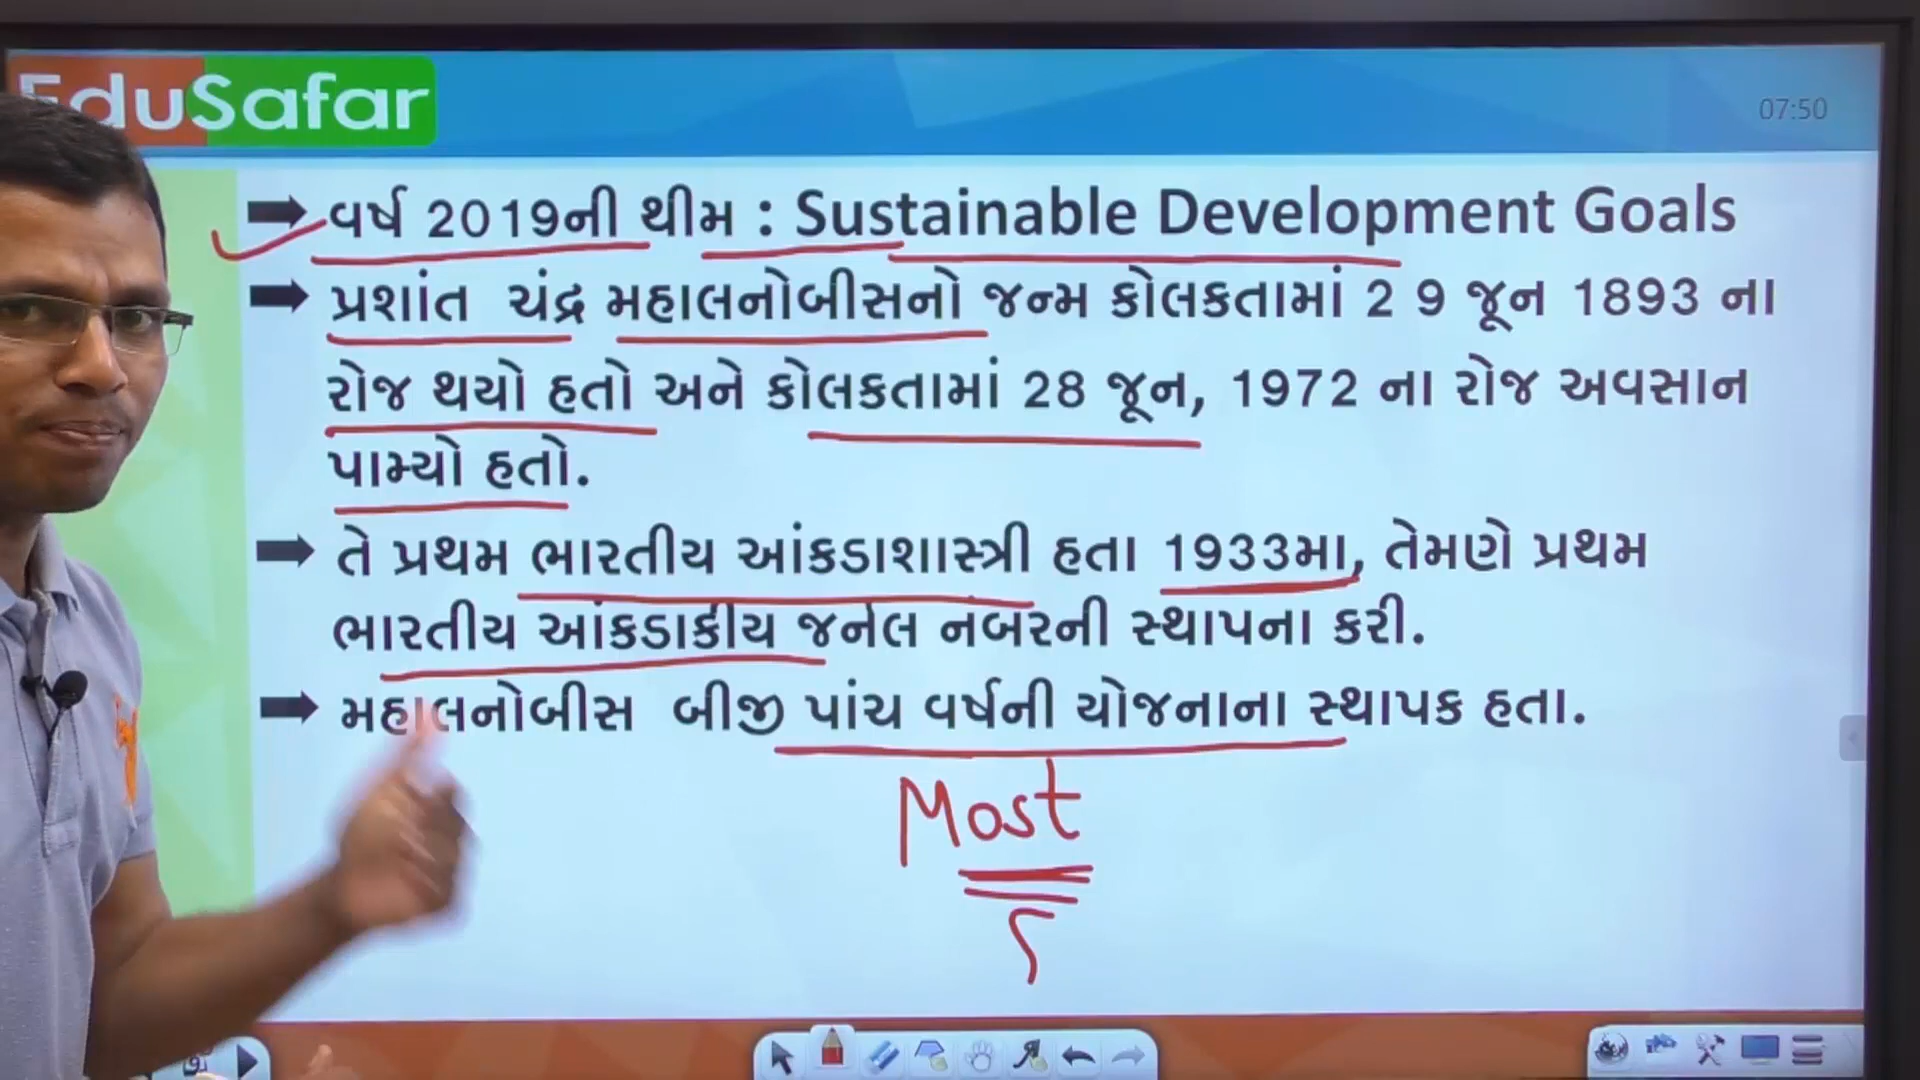 EduSafar
07:50
વર્ષ 2019ની થીમ : Sustainable Development Goals
પ્રશાંત ચંદ્ર મહાલનોબીસનો જન્મ કોલકતામાં 2 9 જૂન 1893 ના
રોજ થયો હતો અને કોલકતામાં 28 જૂન, 1972 ના રોજ અવસાન
પામ્યો હતો.
તે પ્રથમ ભારતીય આંકડાશાસ્ત્રી હતા 1933મા, તેમણે પ્રથમ
ભારતીય આંકડાકીય જર્નલ નબરની સ્થાપના કરી.
મહાલનોબીસ બીજી પાંચ વર્ષની યોજનાના સ્થાપક હતા.
Most